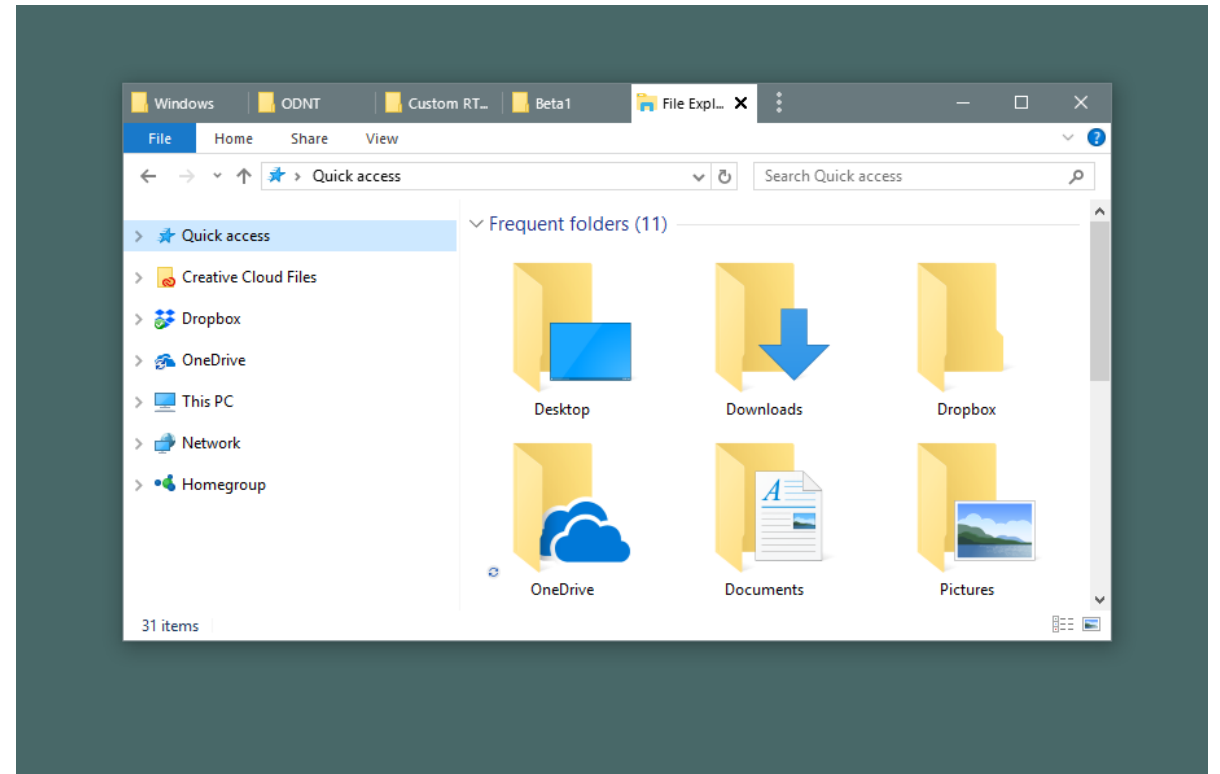 Windows ODNT Custom RT... Beta1 File Expl...
File Home Share View
Quick access Search Quick access
Quick access
Creative Cloud Files
Dropbox
OneDrive
This PC
Network
Homegroup
Frequent folders (11)
Desktop Downloads Dropbox
OneDrive Documents Pictures
31 items